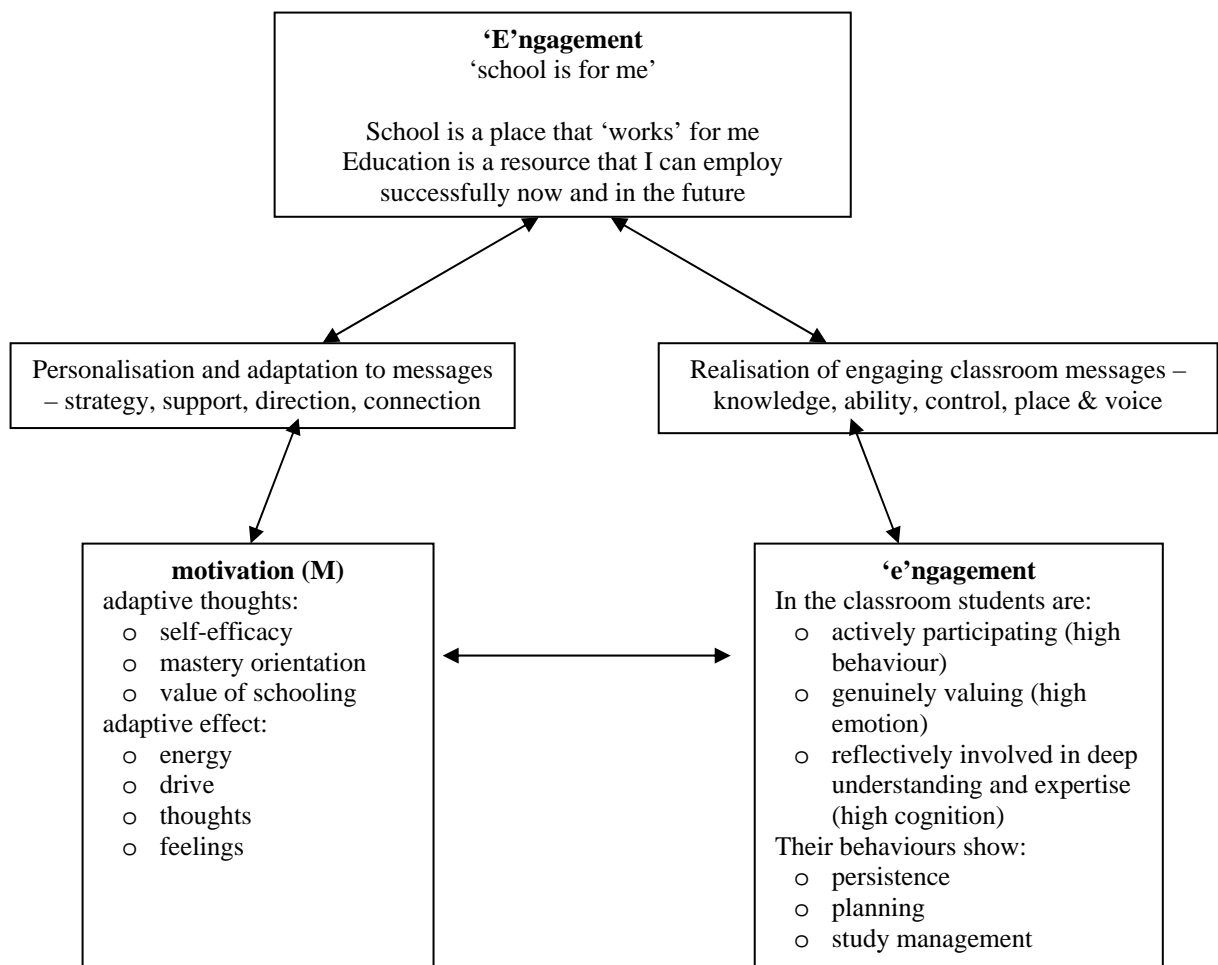 ‘E’ngagement
‘school is for me’
School is a place that ‘works’ for me
Education is a resource that I can employ
successfully now and in the future
Personalisation and adaptation to messages
– strategy, support, direction, connection
Realisation of engaging classroom messages –
knowledge, ability, control, place & voice
motivation (M)
adaptive thoughts:
o self-efficacy
o mastery orientation
o value of schooling
adaptive effect:
o energy
o drive
o thoughts
o feelings
‘e’ngagement
In the classroom students are:
o actively participating (high
behaviour)
o genuinely valuing (high
emotion)
o reflectively involved in deep
understanding and expertise
(high cognition)
Their behaviours show:
o persistence
o planning
o study management